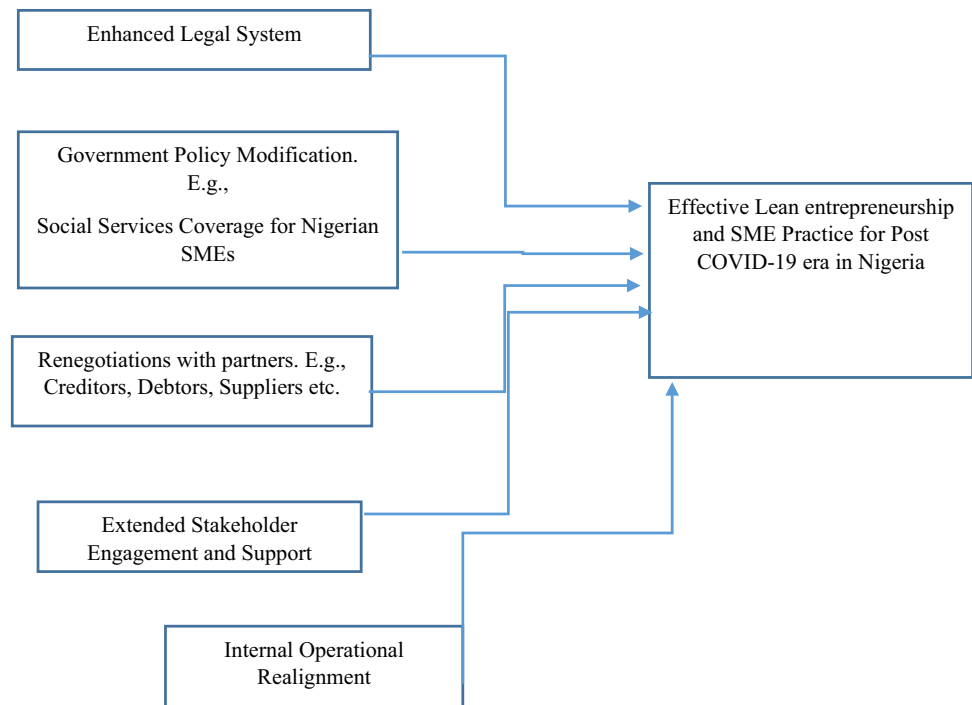 Enhanced Legal System
Government Policy Modification.
E.g.,
Social Services Coverage for Nigerian
SMEs
Effective Lean entrepreneurship
and SME Practice for Post
COVID-19 era in Nigeria
Renegotiations with partners. E.g.,
Creditors, Debtors, Suppliers etc.
Extended Stakeholder
Engagement and Support
Internal Operational
Realignment